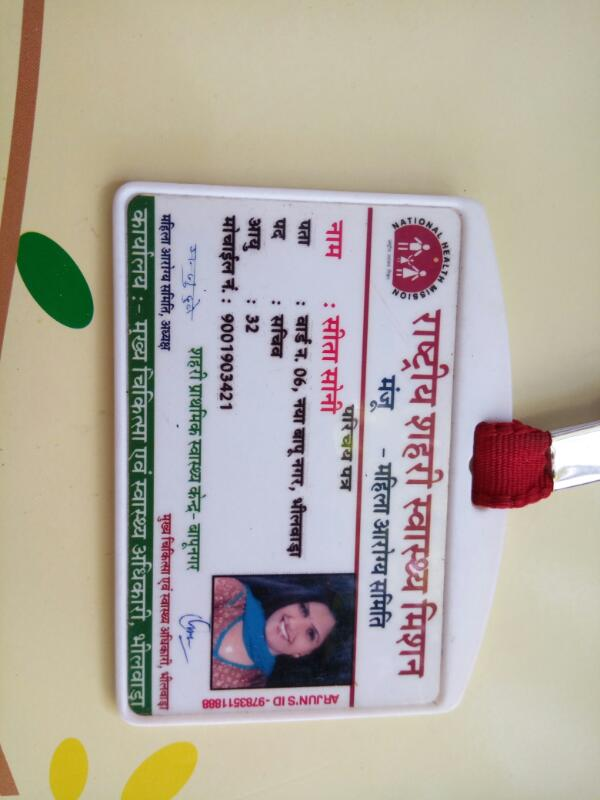 NATIONAL HEALTH MISSION
राष्ट्रीय शहरी स्वास्थ्य मिशन
मंजू - महिला आरोग्य समिति
परिचय पत्र
नाम : सीता सोनी
पता : वार्ड न. 06, नया बापू नगर, भीलवाड़ा
पद : सचिव
आयु : 32
मोबाईल नं. : 9001903421
ARJUN'S ID - 9783511888
शहरी प्राथमिक स्वास्थ्य केन्द्र - बापूनगर
महिला आरोग्य समिति, अध्यक्ष
मुख्य चिकित्सा एवं स्वास्थ्य अधिकारी, भीलवाड़ा
कार्यालय :- मुख्य चिकित्सा एवं स्वास्थ्य अधिकारी, भीलवाड़ा